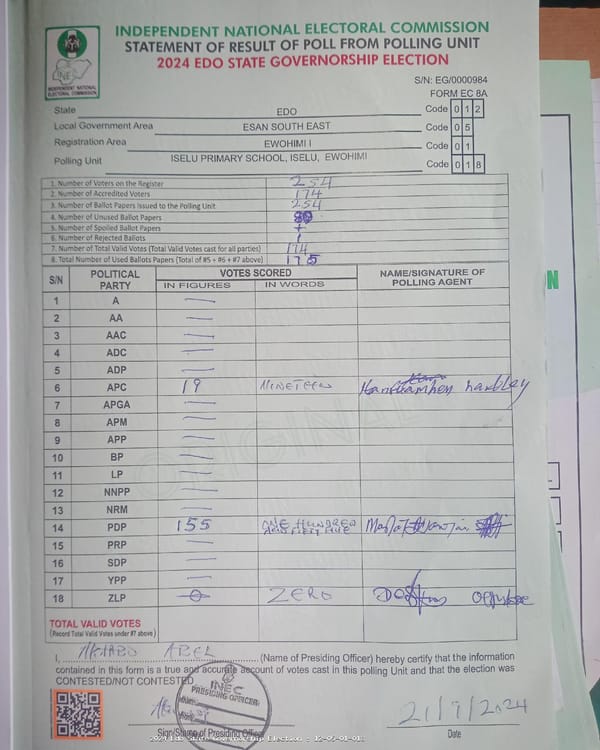 INDEPENDENT NATIONAL ELECTORAL COMMISSION
STATEMENT OF RESULT OF POLL FROM POLLING UNIT
2024 EDO STATE GOVERNORSHIP ELECTION
INEC
INDEPENDENT NATIONAL
ELECTORAL COMMISSION
S/N: EG/0000984
FORM EC 8A
State EDO Code 0 1 2
Local Government Area ESAN SOUTH EAST Code 0 5
Registration Area EWOHIMI I Code 0 1
Polling Unit ISELU PRIMARY SCHOOL, ISELU, EWOHIMI Code 0 1 8
1. Number of Voters on the Register 254
2. Number of Accredited Voters 174
3. Number of Ballot Papers Issued to the Polling Unit 254
4. Number of Unused Ballot Papers
5. Number of Spoiled Ballot Papers
6. Number of Rejected Ballots
7. Number of Total Valid Votes (Total Valid Votes cast for all parties) 174
8. Total Number of Used Ballots Papers (Total of #5 + #6 + #7 above) 175
S/N POLITICAL PARTY VOTES SCORED NAME/SIGNATURE OF POLLING AGENT
IN FIGURES IN WORDS
1 A —
2 AA —
3 AAC —
4 ADC —
5 ADP —
6 APC 19 NINETEEN
7 APGA —
8 APM —
9 APP —
10 BP —
11 LP —
12 NNPP —
13 NRM —
14 PDP 155 ONE HUNDRED AND FIFTY FIVE
15 PRP —
16 SDP —
17 YPP —
18 ZLP 0 ZERO
TOTAL VALID VOTES
(Record Total Valid Votes under #7 above)
I, ABEL (Name of Presiding Officer) hereby certify that the information
contained in this form is a true and accurate account of votes cast in this polling Unit and that the election was
CONTESTED/NOT CONTESTED
INEC
PRESIDING OFFICER
21/9/2024
Sign/Stamp of Presiding Officer Date
ORIGINAL
N